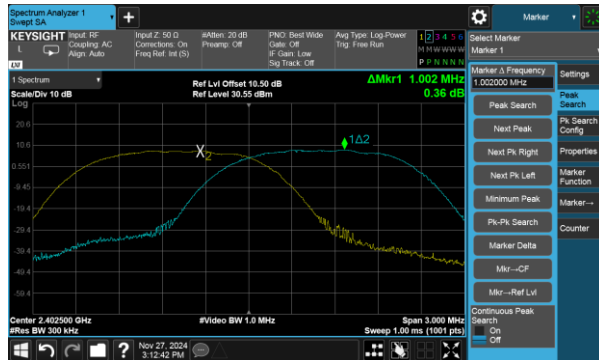 Spectrum Analyzer 1
Swept SA
+
Marker
KEYSIGHT
L
Input: RF
Coupling: AC
Align: Auto
Input Z: 50 Ω
Corrections: On
Freq Ref: Int (S)
#Atten: 20 dB
Preamp: Off
PNO: Best Wide
Gate: Off
IF Gain: Low
Sig Track: Off
Avg Type: Log-Power
Trig: Free Run
1 2 3 4 5 6
M M W W W W
P P N N N N
Select Marker
Marker 1
LXI
1 Spectrum
Scale/Div 10 dB
Log
Ref Lvl Offset 10.50 dB
Ref Level 30.55 dBm
ΔMkr1 1.002 MHz
0.36 dB
20.6
10.6
0.551
-9.45
-19.4
-29.4
-39.4
-49.4
-59.4
X2
1Δ2
Center 2.402500 GHz
#Res BW 300 kHz
#Video BW 1.0 MHz
Span 3.000 MHz
Sweep 1.00 ms (1001 pts)
Marker Δ Frequency
1.002000 MHz
Peak Search
Next Peak
Next Pk Right
Next Pk Left
Minimum Peak
Pk-Pk Search
Marker Delta
Mkr→CF
Mkr→Ref Lvl
Continuous Peak
Search
On
Off
Settings
Peak
Search
Pk Search
Config
Properties
Marker
Function
Marker→
Counter
?
Nov 27, 2024
3:12:42 PM